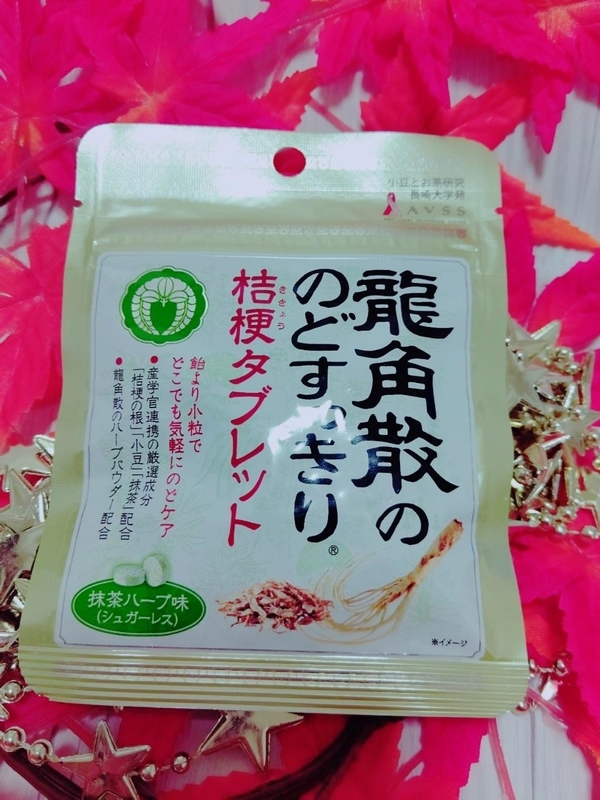 小豆とお茶研究
長崎大学発
AVSS
龍角散の
のどすっきり®
ききょう
桔梗タブレット
飴より小粒で
どこでも気軽にのどケア
●産学官連携の厳選成分
「桔梗の根」「小豆」「抹茶」配合
●龍角散のハーブパウダー配合
抹茶ハーブ味
(シュガーレス)
※イメージ